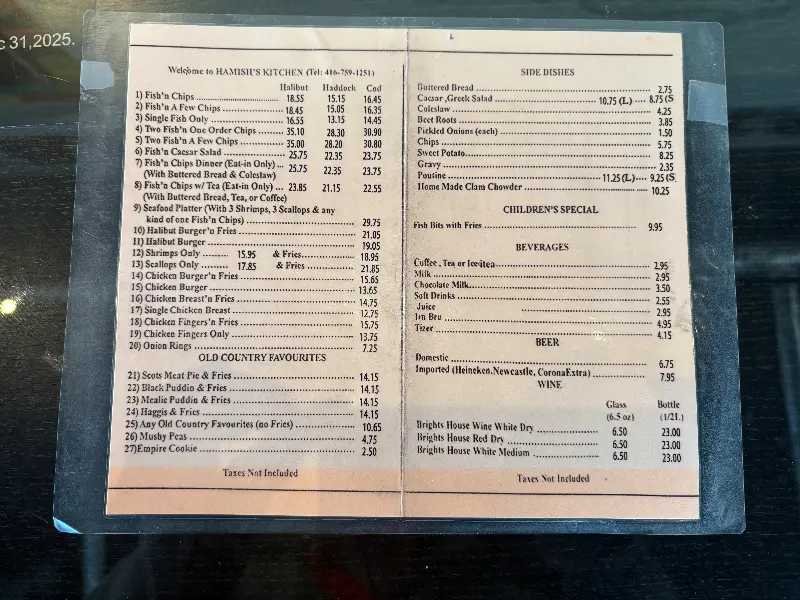 c 31,2025.
Welcome to HAMISH'S KITCHEN (Tel: 416-759-1251)
Halibut Haddock Cod
1) Fish'n Chips 18.55 15.15 16.45
2) Fish'n A Few Chips 18.45 15.05 16.35
3) Single Fish Only 16.55 13.15 14.45
4) Two Fish'n One Order Chips 35.10 28.30 30.90
5) Two Fish'n A Few Chips 35.00 28.20 30.80
6) Fish'n Caesar Salad 25.75 22.35 23.75
7) Fish'n Chips Dinner (Eat-in Only) ... 25.75 22.35 23.75
(With Buttered Bread & Coleslaw)
8) Fish'n Chips w/ Tea (Eat-in Only) ... 23.85 21.15 22.55
(With Buttered Bread, Tea, or Coffee)
9) Seafood Platter (With 3 Shrimps, 3 Scallops & any
kind of one Fish'n Chips) 29.75
10) Halibut Burger'n Fries 21.05
11) Halibut Burger 19.05
12) Shrimps Only 15.95 & Fries 18.95
13) Scallops Only 17.85 & Fries 21.85
14) Chicken Burger'n Fries 15.65
15) Chicken Burger 13.65
16) Chicken Breast'n Fries 14.75
17) Single Chicken Breast 12.75
18) Chicken Fingers'n Fries 15.75
19) Chicken Fingers Only 13.75
20) Onion Rings 7.25
OLD COUNTRY FAVOURITES
21) Scots Meat Pie & Fries 14.15
22) Black Puddin & Fries 14.15
23) Mealie Puddin & Fries 14.15
24) Haggis & Fries 14.15
25) Any Old Country Favourites (no Fries) 10.65
26) Mushy Peas 4.75
27)Empire Cookie 2.50
Taxes Not Included
SIDE DISHES
Buttered Bread 2.75
Caesar ,Greek Salad 10.75 (L) 8.75 (S
Coleslaw 4.25
Beet Roots 3.85
Pickled Onions (each) 1.50
Chips 5.75
Sweet Potato 8.25
Gravy 2.35
Poutine 11.25 (L) 9.25 (S
Home Made Clam Chowder 10.25
CHILDREN'S SPECIAL
Fish Bits with Fries 9.95
BEVERAGES
Coffee , Tea or Ice-tea 2.95
Milk 2.95
Chocolate Milk 3.50
Soft Drinks 2.55
Juice 2.95
Irn Bru 4.95
Tizer 4.15
BEER
Domestic 6.75
Imported (Heineken.Newcastle, CoronaExtra) 7.95
WINE
Glass Bottle
(6.5 oz) (1/2L)
Brights House Wine White Dry 6.50 23.00
Brights House Red Dry 6.50 23.00
Brights House White Medium 6.50 23.00
Taxes Not Included